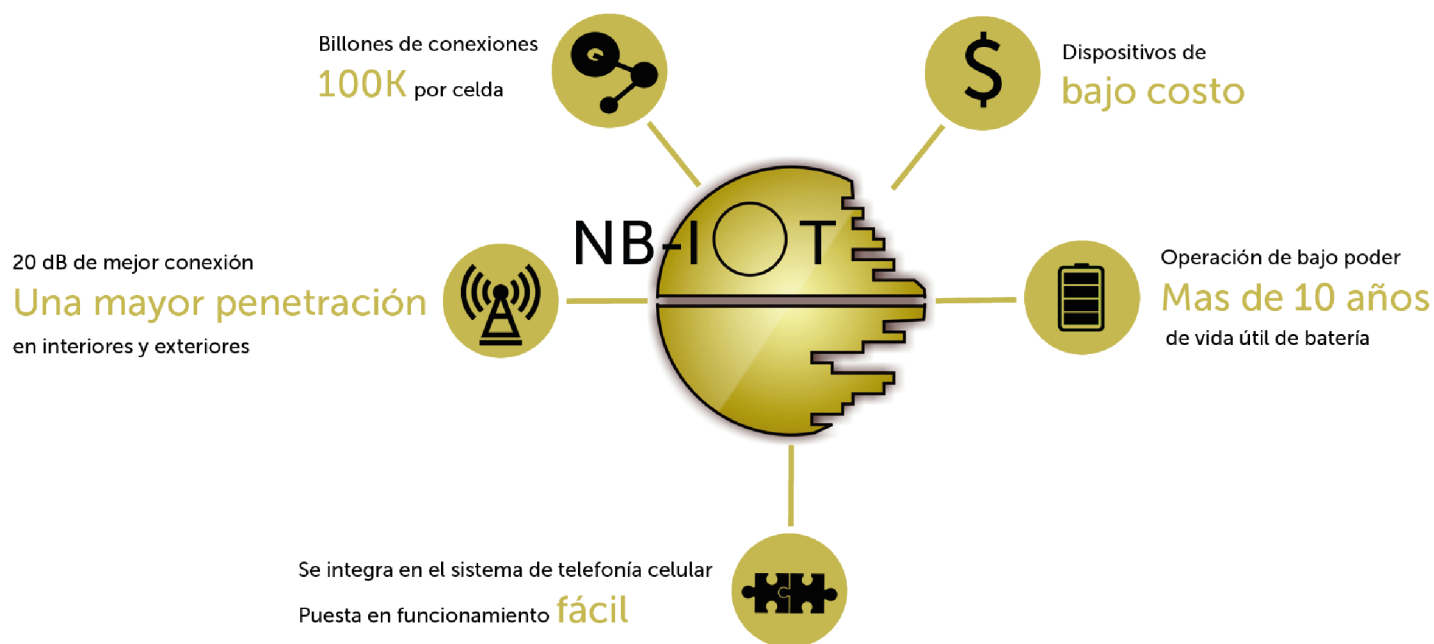 Billones de conexiones
100K por celda
G
Dispositivos de
bajo costo
$
NB-IOT
20 dB de mejor conexión
Una mayor penetración
en interiores y exteriores
Operación de bajo poder
Mas de 10 años
de vida útil de batería
Se integra en el sistema de telefonía celular
Puesta en funcionamiento fácil